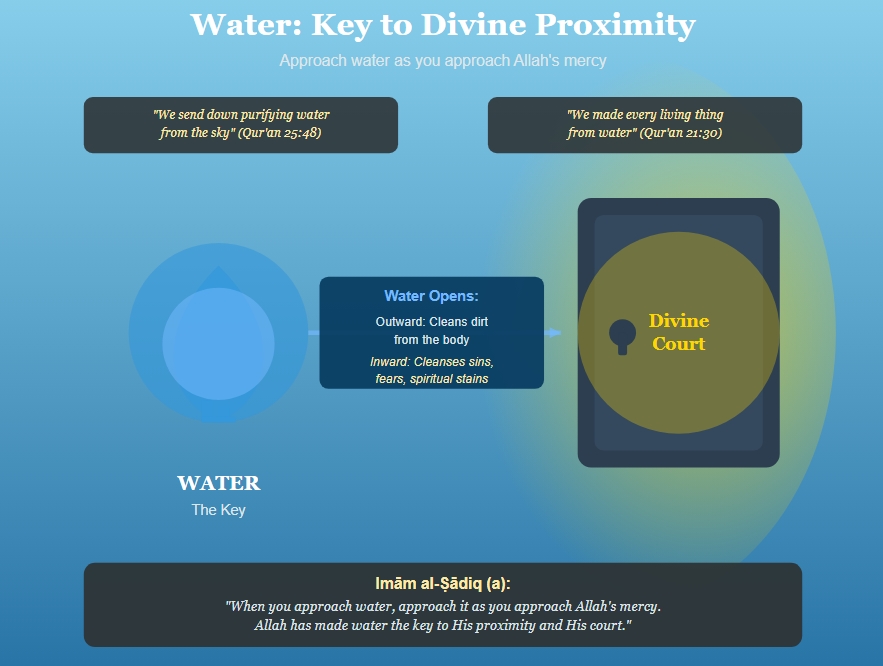 Water: Key to Divine Proximity
Approach water as you approach Allah's mercy
"We send down purifying water
from the sky" (Qur'an 25:48)
"We made every living thing
from water" (Qur'an 21:30)
Water Opens:
Outward: Cleans dirt
from the body
Inward: Cleanses sins,
fears, spiritual stains
Divine
Court
WATER
The Key
Imām al-Ṣādiq (a):
"When you approach water, approach it as you approach Allah's mercy.
Allah has made water the key to His proximity and His court."